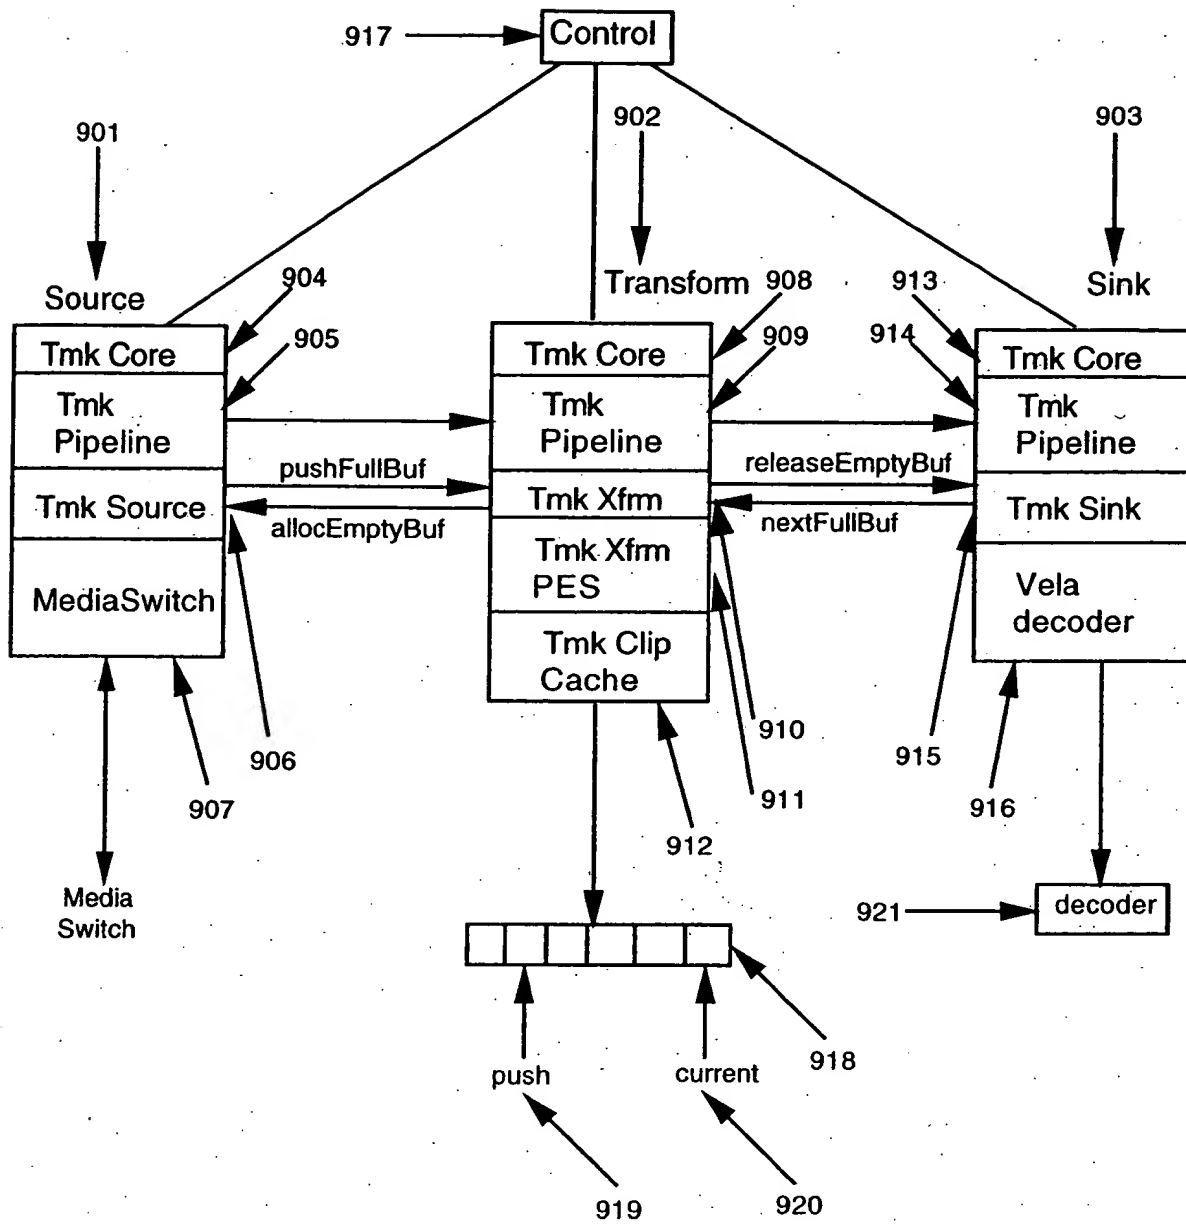 917
Control
901
902
903
Source
904
Transform
908
913
Sink
905
909
914
Tmk Core
Tmk
Pipeline
Tmk Source
MediaSwitch
pushFullBuf
allocEmptyBuf
Tmk Core
Tmk
Pipeline
Tmk Xfrm
Tmk Xfrm
PES
Tmk Clip
Cache
releaseEmptyBuf
nextFullBuf
Tmk Core
Tmk
Pipeline
Tmk Sink
Vela
decoder
906
907
910
911
912
915
916
Media
Switch
921
decoder
push
current
918
919
920